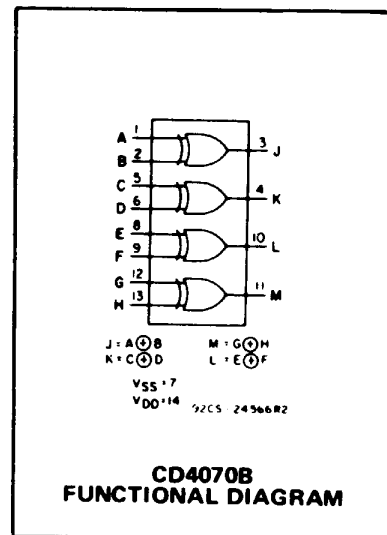 A 1
B 2
3 J
C 5
D 6
4 K
E 8
F 9
10 L
G 12
H 13
11 M
J = A ⊕ B M = G ⊕ H
K = C ⊕ D L = E ⊕ F
VSS = 7
VDD = 14
92CS-24566R2
CD4070B
FUNCTIONAL DIAGRAM